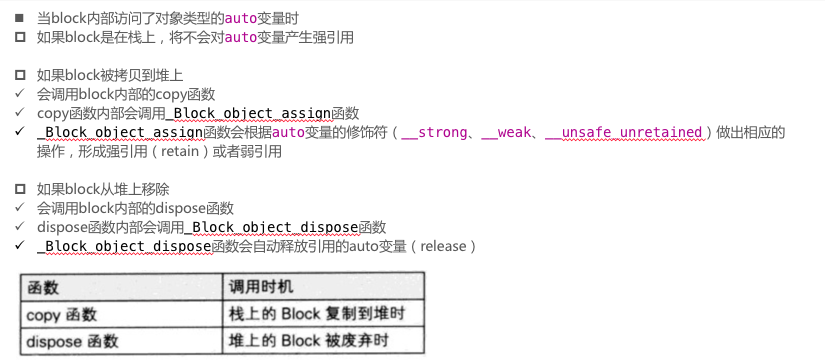 当block内部访问了对象类型的auto变量时
如果block是在栈上，将不会对auto变量产生强引用
如果block被拷贝到堆上
会调用block内部的copy函数
copy函数内部会调用_Block_object_assign函数
_Block_object_assign函数会根据auto变量的修饰符（__strong、__weak、__unsafe_unretained）做出相应的
操作，形成强引用（retain）或者弱引用
如果block从堆上移除
会调用block内部的dispose函数
dispose函数内部会调用_Block_object_dispose函数
_Block_object_dispose函数会自动释放引用的auto变量（release）
函数 调用时机
copy 函数 栈上的 Block 复制到堆时
dispose 函数 堆上的 Block 被废弃时